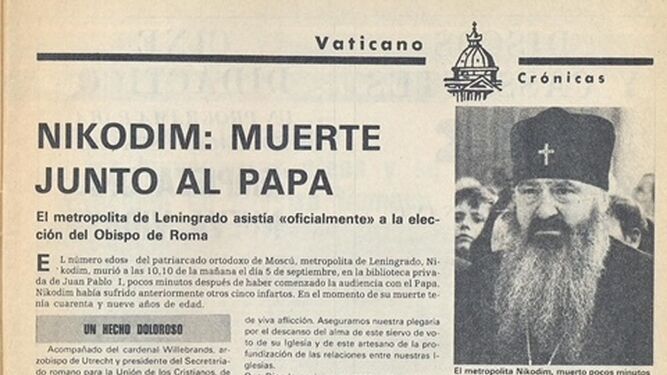 Vaticano
Crónicas
NIKODIM: MUERTE
JUNTO AL PAPA
El metropolita de Leningrado asistía «oficialmente» a la elec-
ción del Obispo de Roma
EL número «dos» del patriarcado ortodoxo de Moscú, metropolita de Leningrado, Ni-
kodim, murió a las 10,10 de la mañana el día 5 de septiembre, en la biblioteca priva-
da de Juan Pablo I, pocos minutos después de haber comenzado la audiencia con el Papa.
Nikodim había sufrido anteriormente otros cinco infartos. En el momento de su muerte te-
nía cuarenta y nueve años de edad.
UN HECHO DOLOROSO
Acompañado del cardenal Willebrands, ar-
zobispo de Utrecht y presidente del Secretaria-
do romano para la Unión de los Cristianos, de
de viva aflicción. Aseguramos nuestra plegaria
por el descanso del alma de este siervo de vo-
to de su Iglesia y de este artesano de la pro-
fundización de las relaciones entre nuestras I-
glesias.
El metropolita Nikodim, muerto pocos minutos